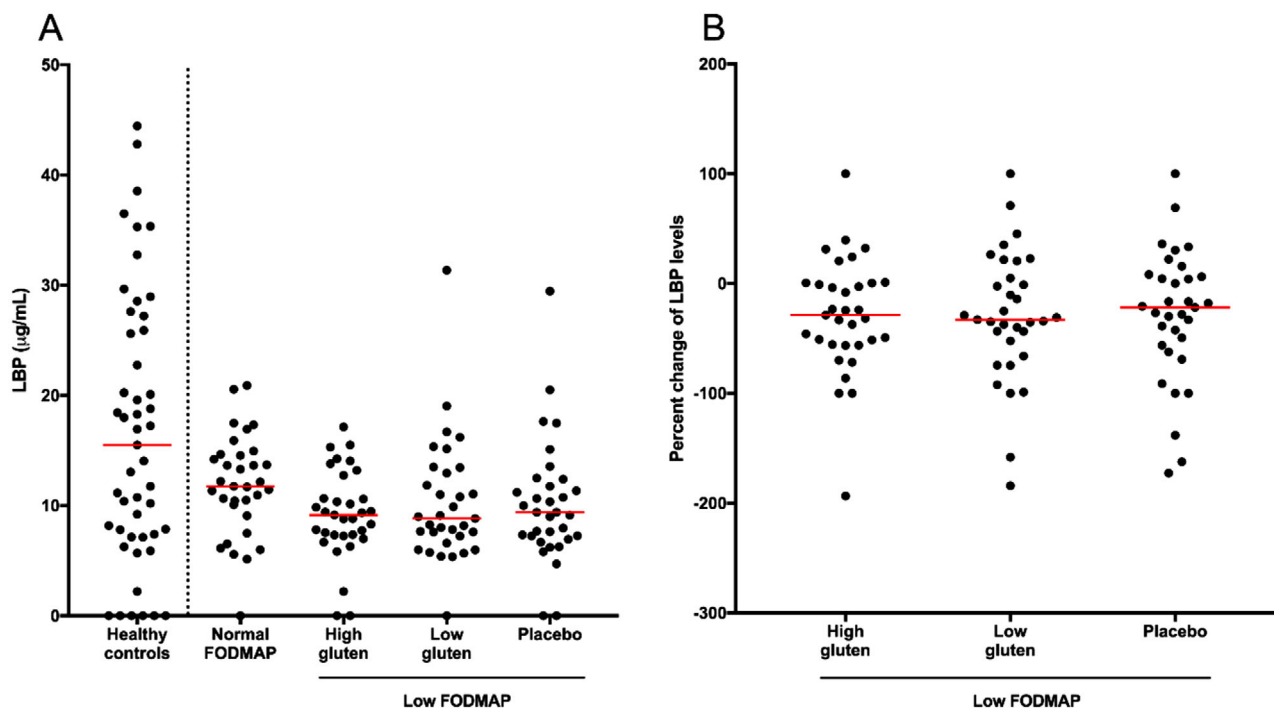 A
50
40
30
20
10
0
LBP (µg/mL)
Healthy
controls
Normal
FODMAP
High
gluten
Low
gluten
Placebo
Low FODMAP
B
200
100
0
-100
-200
-300
Percent change of LBP levels
High
gluten
Low
gluten
Placebo
Low FODMAP